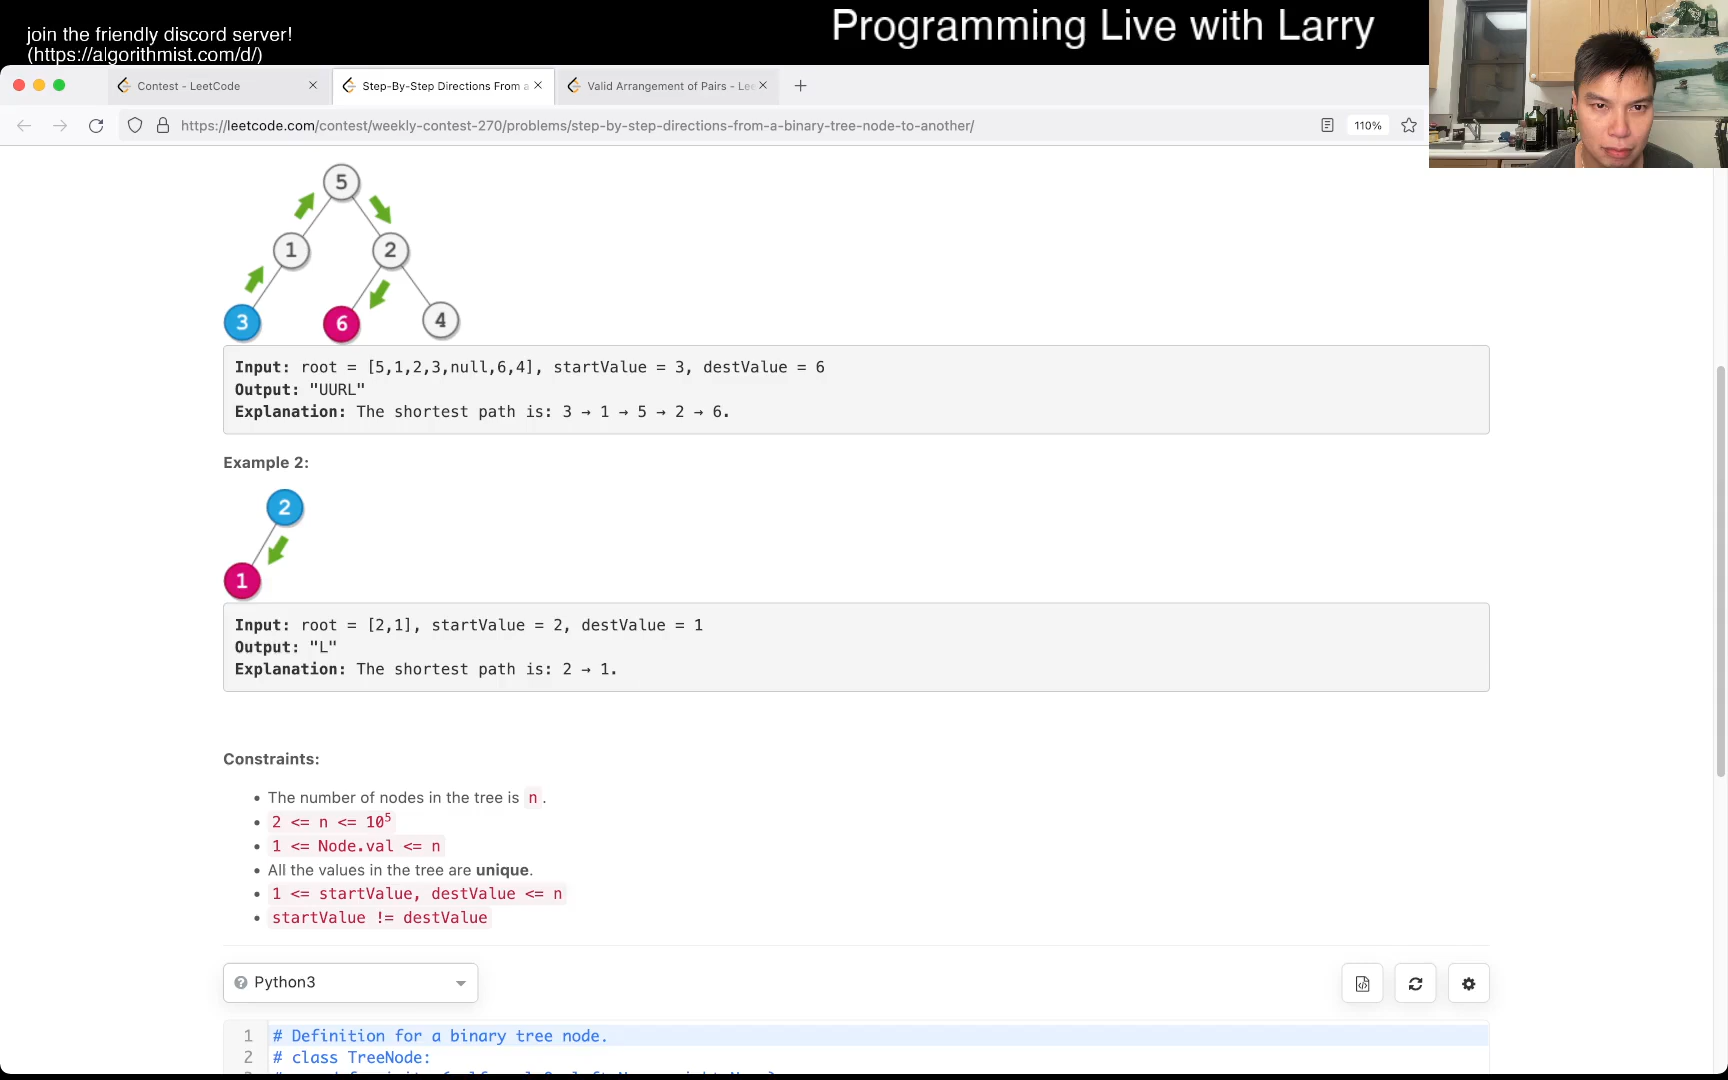 join the friendly discord server!
(https://algorithmist.com/d/)
Programming Live with Larry
Contest - LeetCode
Step-By-Step Directions From a
Valid Arrangement of Pairs - Lee
https://leetcode.com/contest/weekly-contest-270/problems/step-by-step-directions-from-a-binary-tree-node-to-another/
110%
5
1
2
3
6
4
Input: root = [5,1,2,3,null,6,4], startValue = 3, destValue = 6
Output: "UURL"
Explanation: The shortest path is: 3 → 1 → 5 → 2 → 6.
Example 2:
2
1
Input: root = [2,1], startValue = 2, destValue = 1
Output: "L"
Explanation: The shortest path is: 2 → 1.
Constraints:
• The number of nodes in the tree is n.
• 2 <= n <= 10⁵
• 1 <= Node.val <= n
• All the values in the tree are unique.
• 1 <= startValue, destValue <= n
• startValue != destValue
Python3
1 # Definition for a binary tree node.
2 # class TreeNode: